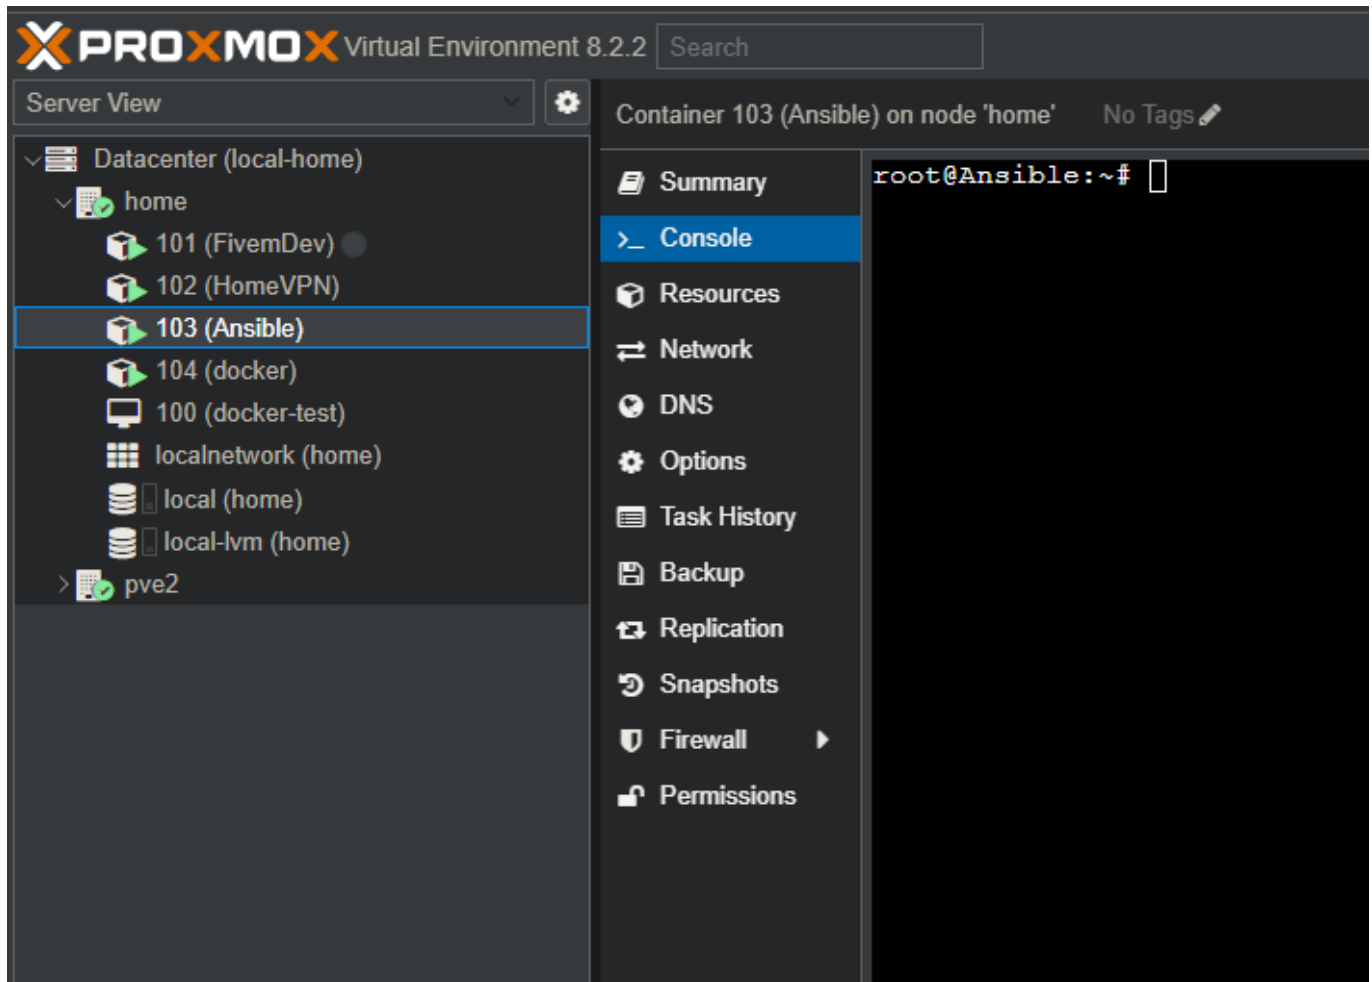 PROXMOX Virtual Environment 8.2.2 Search
Server View
Datacenter (local-home)
home
101 (FivemDev)
102 (HomeVPN)
103 (Ansible)
104 (docker)
100 (docker-test)
localnetwork (home)
local (home)
local-lvm (home)
pve2
Container 103 (Ansible) on node 'home' No Tags
Summary
Console
Resources
Network
DNS
Options
Task History
Backup
Replication
Snapshots
Firewall
Permissions
root@Ansible:~#